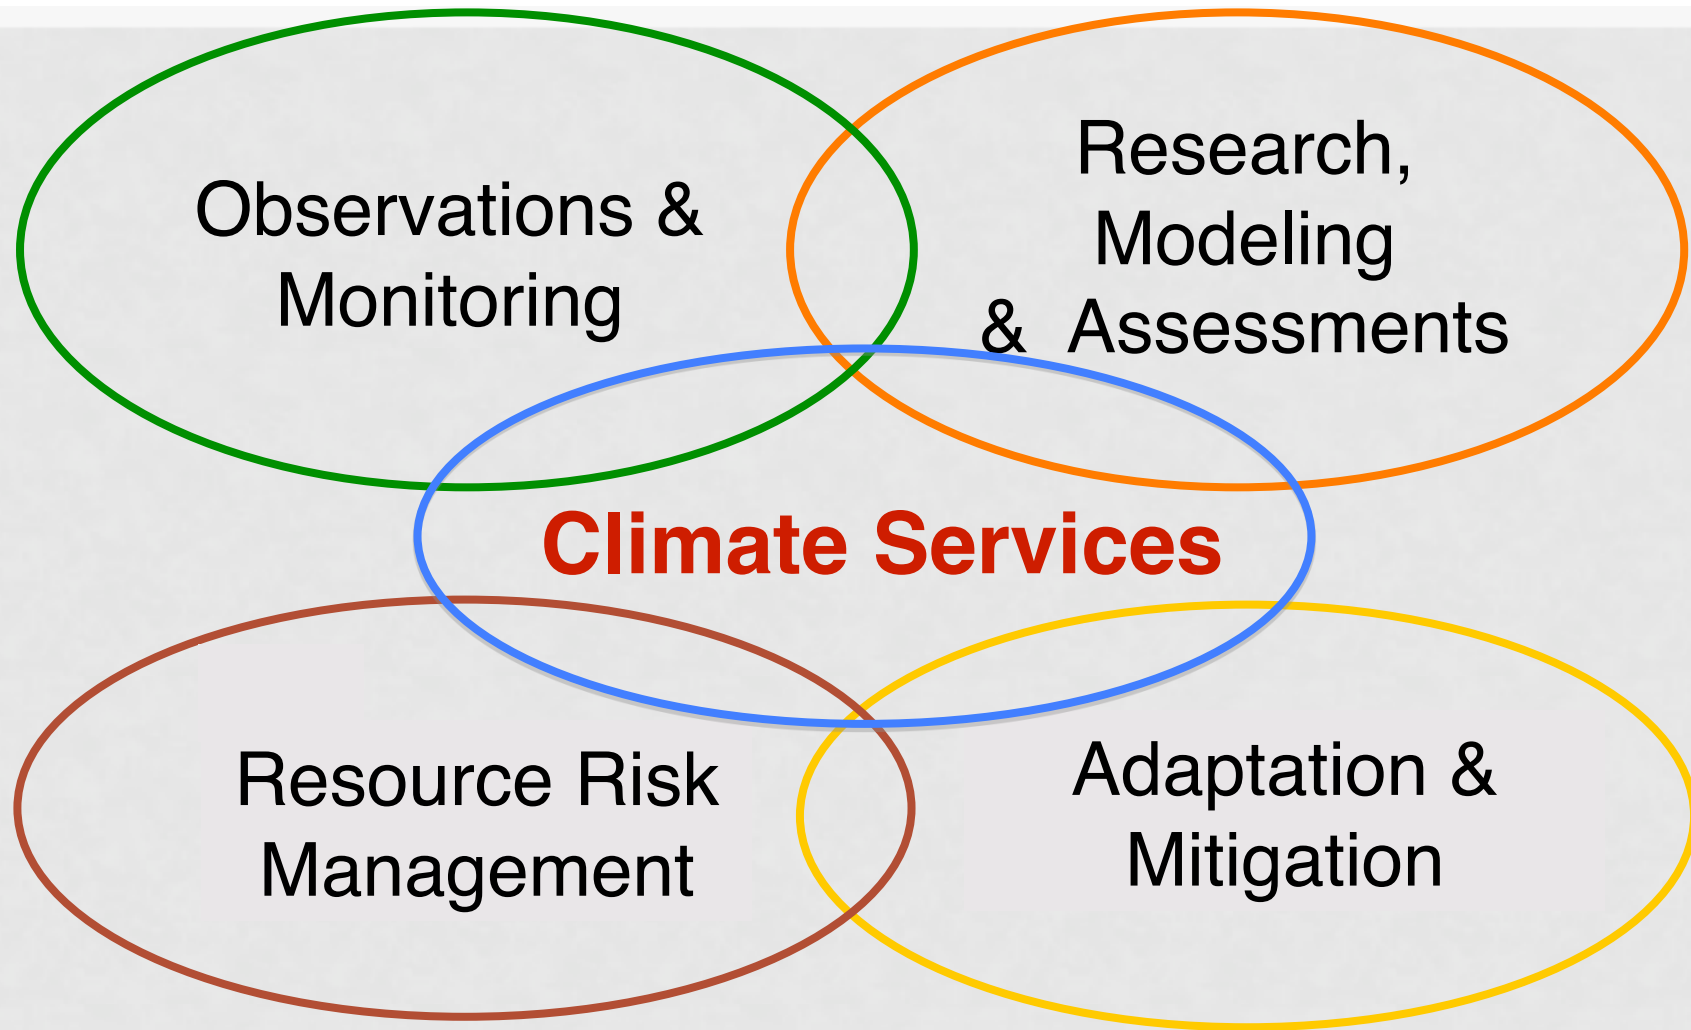 Observations &
Monitoring
Research,
Modeling
& Assessments
Climate Services
Resource Risk
Management
Adaptation &
Mitigation